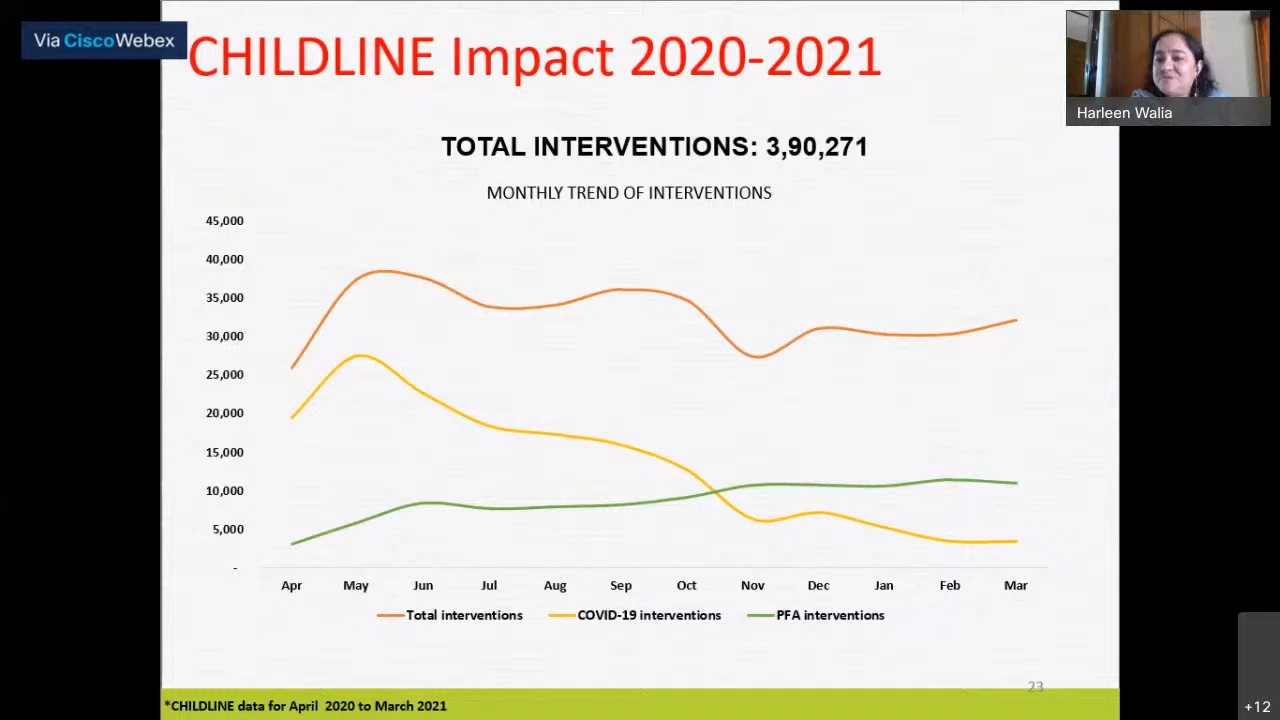 Via CiscoWebex
CHILDLINE Impact 2020-2021
Harleen Walia
TOTAL INTERVENTIONS: 3,90,271
MONTHLY TREND OF INTERVENTIONS
45,000
40,000
35,000
30,000
25,000
20,000
15,000
10,000
5,000
-
Apr May Jun Jul Aug Sep Oct Nov Dec Jan Feb Mar
Total interventions COVID-19 interventions PFA interventions
23
*CHILDLINE data for April 2020 to March 2021
+12